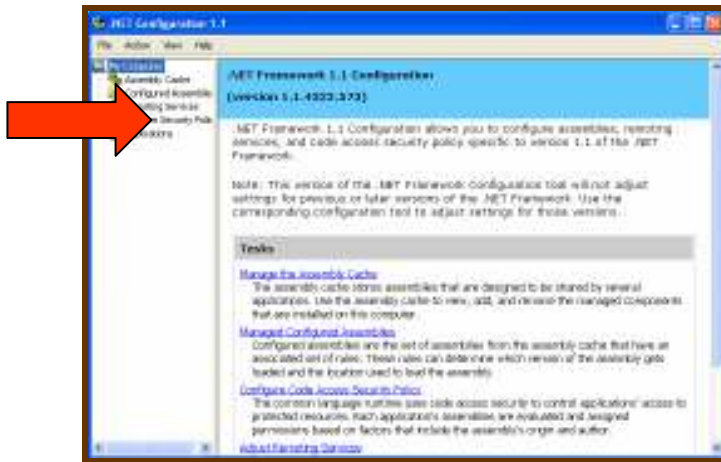 .NET Configuration 1.1
File Action View Help
My Computer
Assembly Cache
Configured Assemblie
Remoting Services
Security Polic
.NET Framework 1.1 Configuration
(version 1.1.4322.573)
.NET Framework 1.1 Configuration allows you to configure assemblies, remoting
services, and code access security policy specific to version 1.1 of the .NET
Framework.
Note: This version of the .NET Framework Configuration tool will not adjust
settings for previous or later versions of the .NET Framework. Use the
corresponding configuration tool to adjust settings for those versions.
Tasks
Manage the Assembly Cache
The assembly cache stores assemblies that are designed to be shared by several
applications. Use the assembly cache to view, add, and remove the managed components
that are installed on this computer.
Managed Configured Assemblies
Configured assemblies are the set of assemblies from the assembly cache that have an
associated set of rules. These rules can determine which version of the assembly gets
loaded and the location used to load the assembly.
Configure Code Access Security Policy
The common language runtime uses code access security to control applications' access to
protected resources. Each application's assemblies are evaluated and assigned
permissions based on factors that include the assembly's origin and author.
Adjust Remoting Services